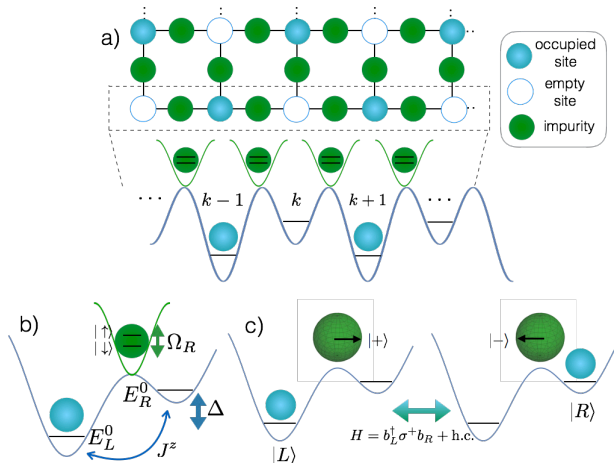 a)
occupied
site
empty
site
impurity
··· k − 1 k k + 1 ···
b)
|↑⟩
|↓⟩
Ω_R
E_L^0
E_R^0
Δ
J^z
c)
|+⟩
|−⟩
|L⟩
H = b_L^† σ^+ b_R + h.c.
|R⟩